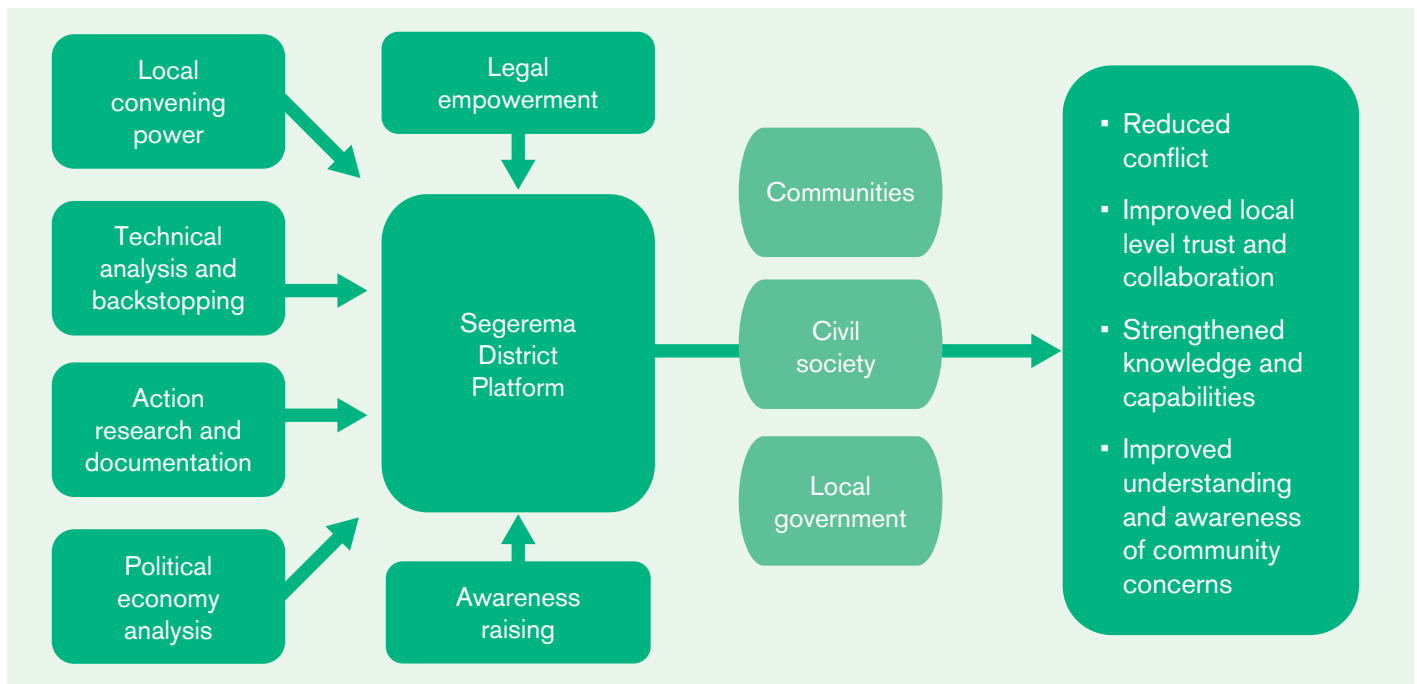 Local
convening
power
Technical
analysis and
backstopping
Action
research and
documentation
Political
economy
analysis
Legal
empowerment
Segerema
District
Platform
Awareness
raising
Communities
Civil
society
Local
government
▪ Reduced
conflict
▪ Improved local
level trust and
collaboration
▪ Strengthened
knowledge and
capabilities
▪ Improved
understanding
and awareness
of community
concerns